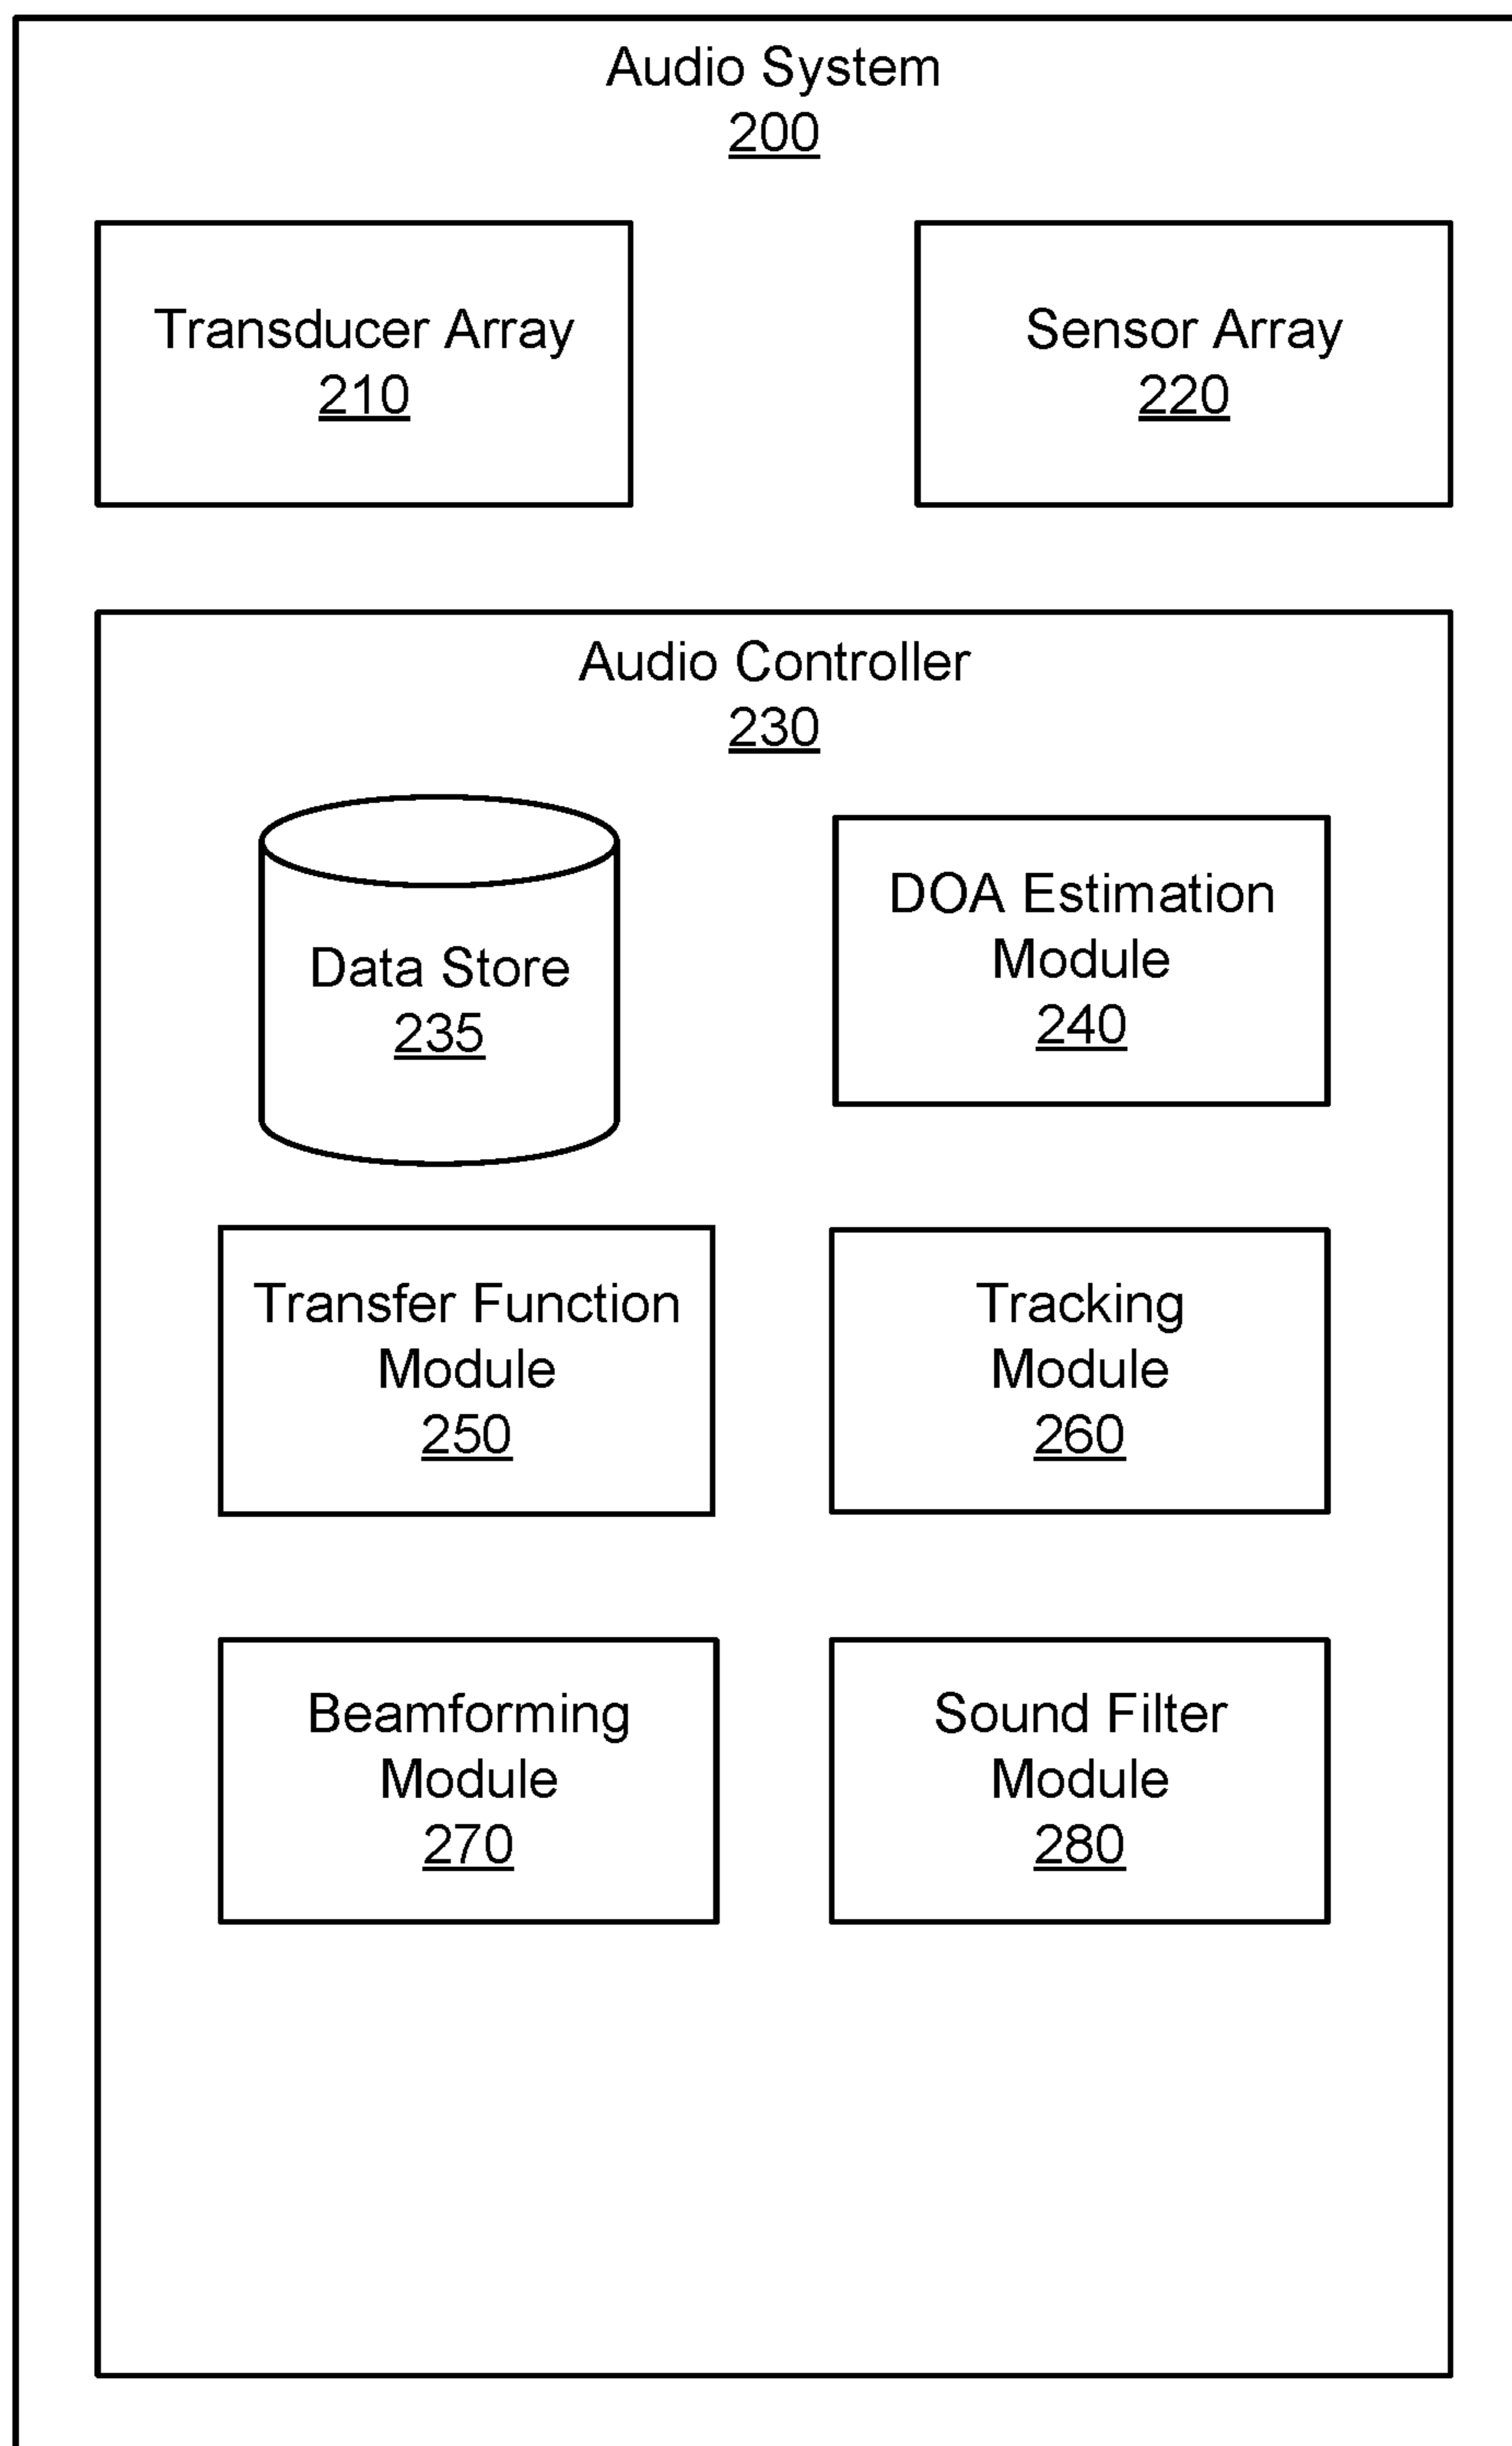 Audio System
200
Transducer Array
210
Sensor Array
220
Audio Controller
230
Data Store
235
DOA Estimation
Module
240
Transfer Function
Module
250
Tracking
Module
260
Beamforming
Module
270
Sound Filter
Module
280